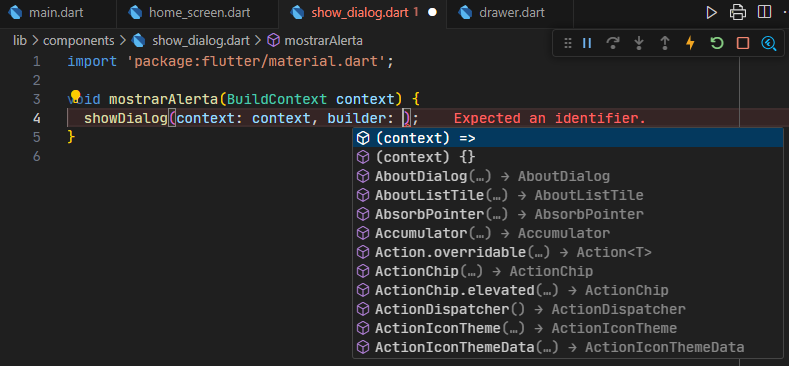 main.dart home_screen.dart show_dialog.dart 1 drawer.dart
lib > components > show_dialog.dart > mostrarAlerta
1 import 'package:flutter/material.dart';
2
3 void mostrarAlerta(BuildContext context) {
4 showDialog(context: context, builder: ); Expected an identifier.
5 }
6
(context) =>
(context) {}
AboutDialog(…) → AboutDialog
AboutListTile(…) → AboutListTile
AbsorbPointer(…) → AbsorbPointer
Accumulator(…) → Accumulator
Action.overridable(…) → Action<T>
ActionChip(…) → ActionChip
ActionChip.elevated(…) → ActionChip
ActionDispatcher() → ActionDispatcher
ActionIconTheme(…) → ActionIconTheme
ActionIconThemeData(…) → ActionIconThemeData